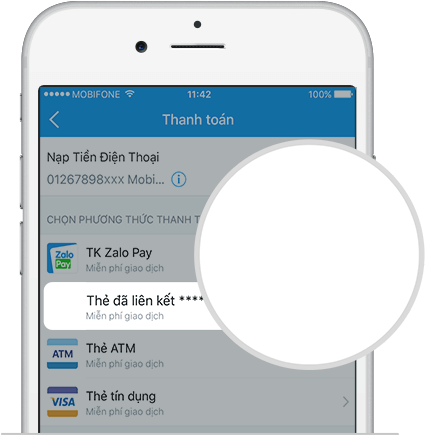 MOBIFONE 11:42 100%
Thanh toán
Nạp Tiền Điện Thoại
01267898xxx Mobi...
CHỌN PHƯƠNG THỨC THANH T
Zalo
Pay
TK Zalo Pay
Miễn phí giao dịch
Thẻ đã liên kết ****
Miễn phí giao dịch
ATM
Thẻ ATM
Miễn phí giao dịch
VISA
Thẻ tín dụng
Miễn phí giao dịch